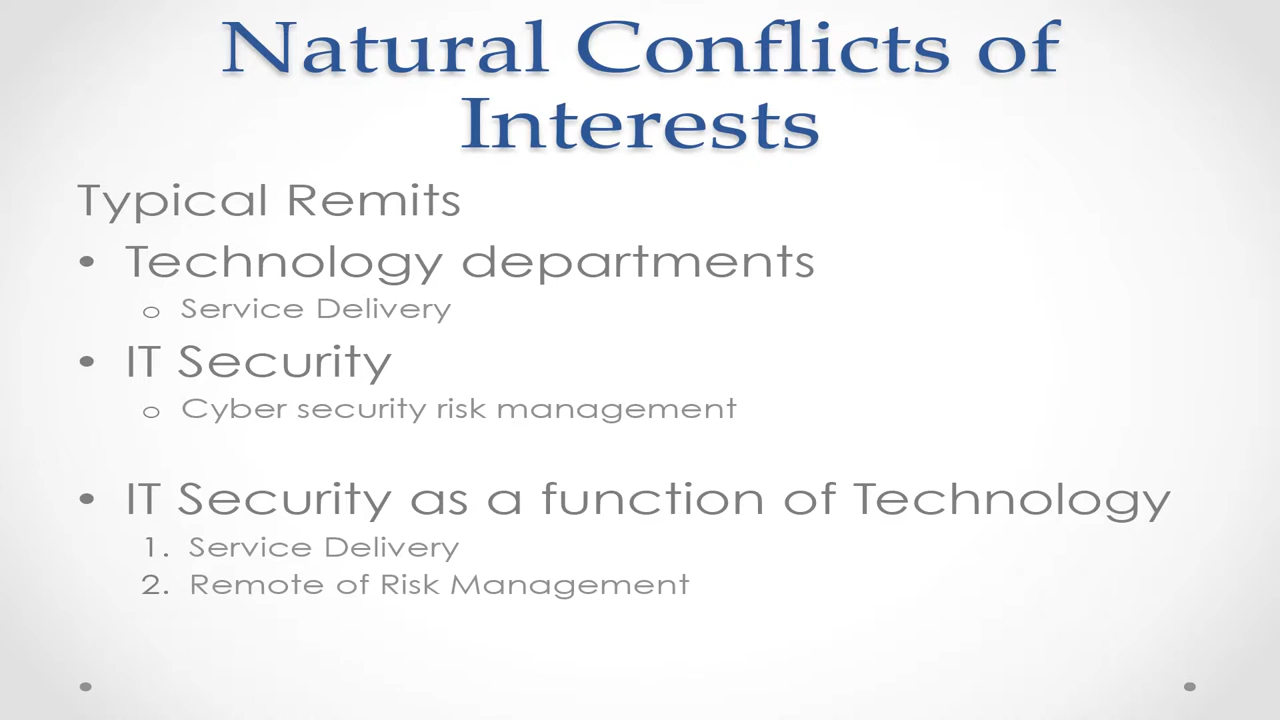 Natural Conflicts of
Interests
Typical Remits
• Technology departments
o Service Delivery
• IT Security
o Cyber security risk management
• IT Security as a function of Technology
1. Service Delivery
2. Remote of Risk Management